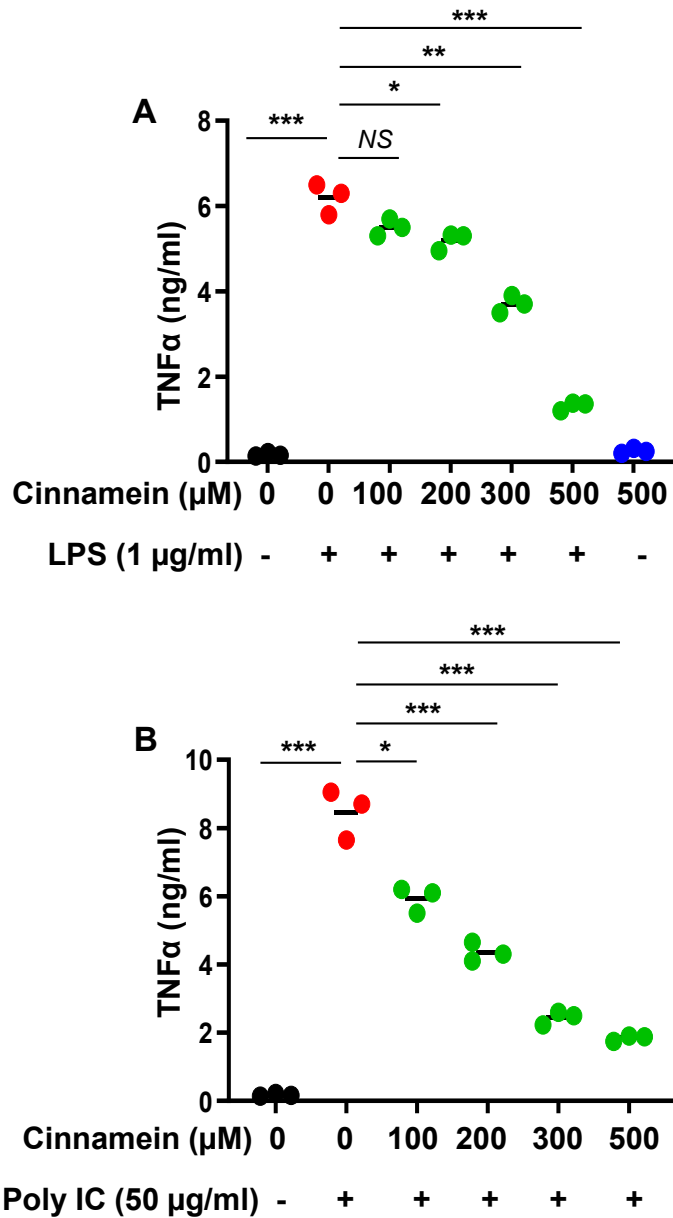 ***
**
*
A
***
NS
8
6
4
2
0
TNFα (ng/ml)
Cinnamein (μM) 0 0 100 200 300 500 500
LPS (1 μg/ml) - + + + + + -
***
***
***
B
***
*
10
8
6
4
2
0
TNFα (ng/ml)
Cinnamein (μM) 0 0 100 200 300 500
Poly IC (50 μg/ml) - + + + + +